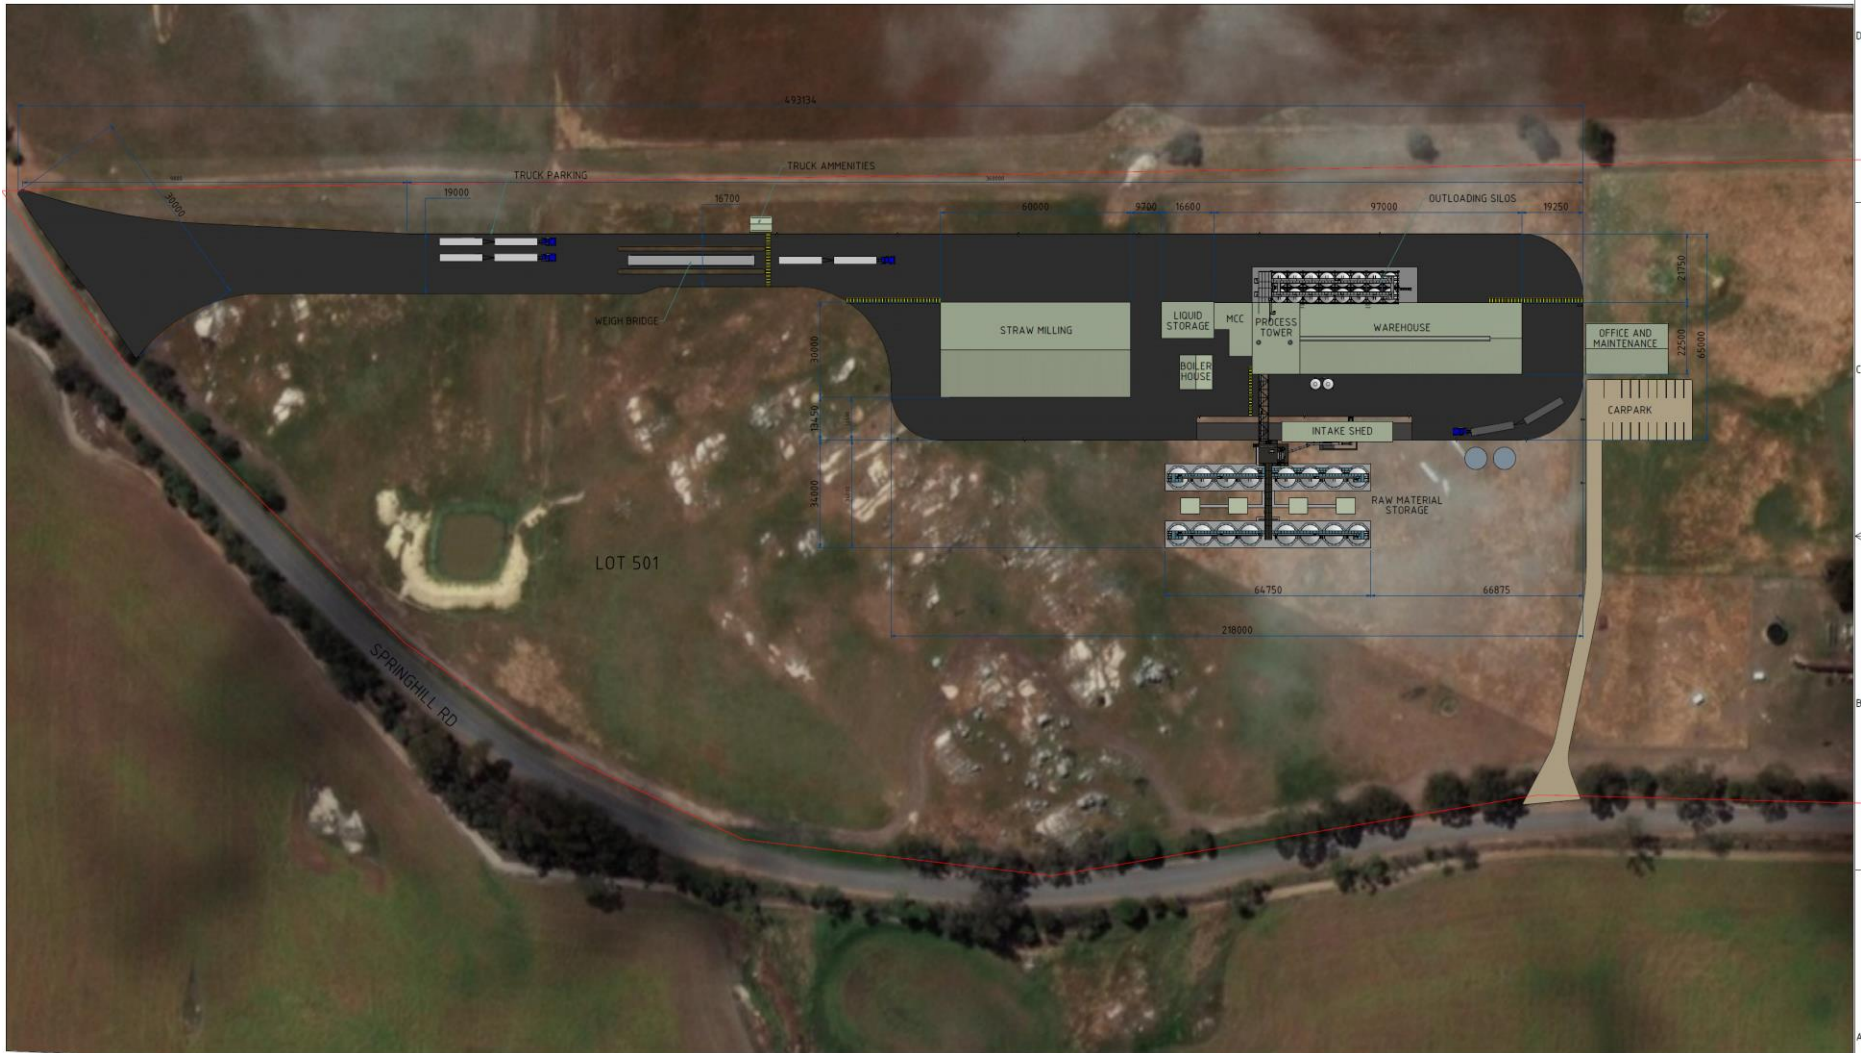 D
493134
TRUCK AMMENITIES
TRUCK PARKING
19000
30000
16700
60000
9700
16600
OUTLOADING SILOS
97000
19250
21750
WEIGH BRIDGE
STRAW MILLING
LIQUID
STORAGE
MCC
PROCESS
TOWER
WAREHOUSE
OFFICE AND
MAINTENANCE
22500
65000
30000
BOILER
HOUSE
C
CARPARK
13450
INTAKE SHED
34000
RAW MATERIAL
STORAGE
LOT 501
64750
66875
218000
SPRINGHILL RD
B
A